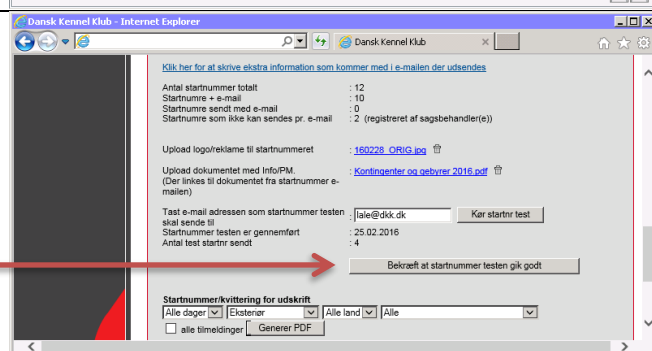 Dansk Kennel Klub - Internet Explorer
Dansk Kennel Klub
Klik her for at skrive ekstra information som kommer med i e-mailen der udsendes
Antal startnummer totalt : 12
Startnumre + e-mail : 10
Startnumre sendt med e-mail : 0
Startnumre som ikke kan sendes pr. e-mail : 2 (registreret af sagsbehandler(e))
Upload logo/reklame til startnummeret : 160228_ORIG.jpg
Upload dokumentet med Info/PM. : Kontingenter og gebyrer 2016.pdf
(Der linkes til dokumentet fra startnummer e-
mailen)
Tast e-mail adressen som startnummer testen : lale@dkk.dk Kør startnr test
skal sende til
Startnummer testen er gennemført : 25.02.2016
Antal test startnr sendt : 4
Bekræft at startnummer testen gik godt
Startnummer/kvittering for udskrift
Alle dager Eksteriør Alle land Alle
alle tilmeldinger Generer PDF